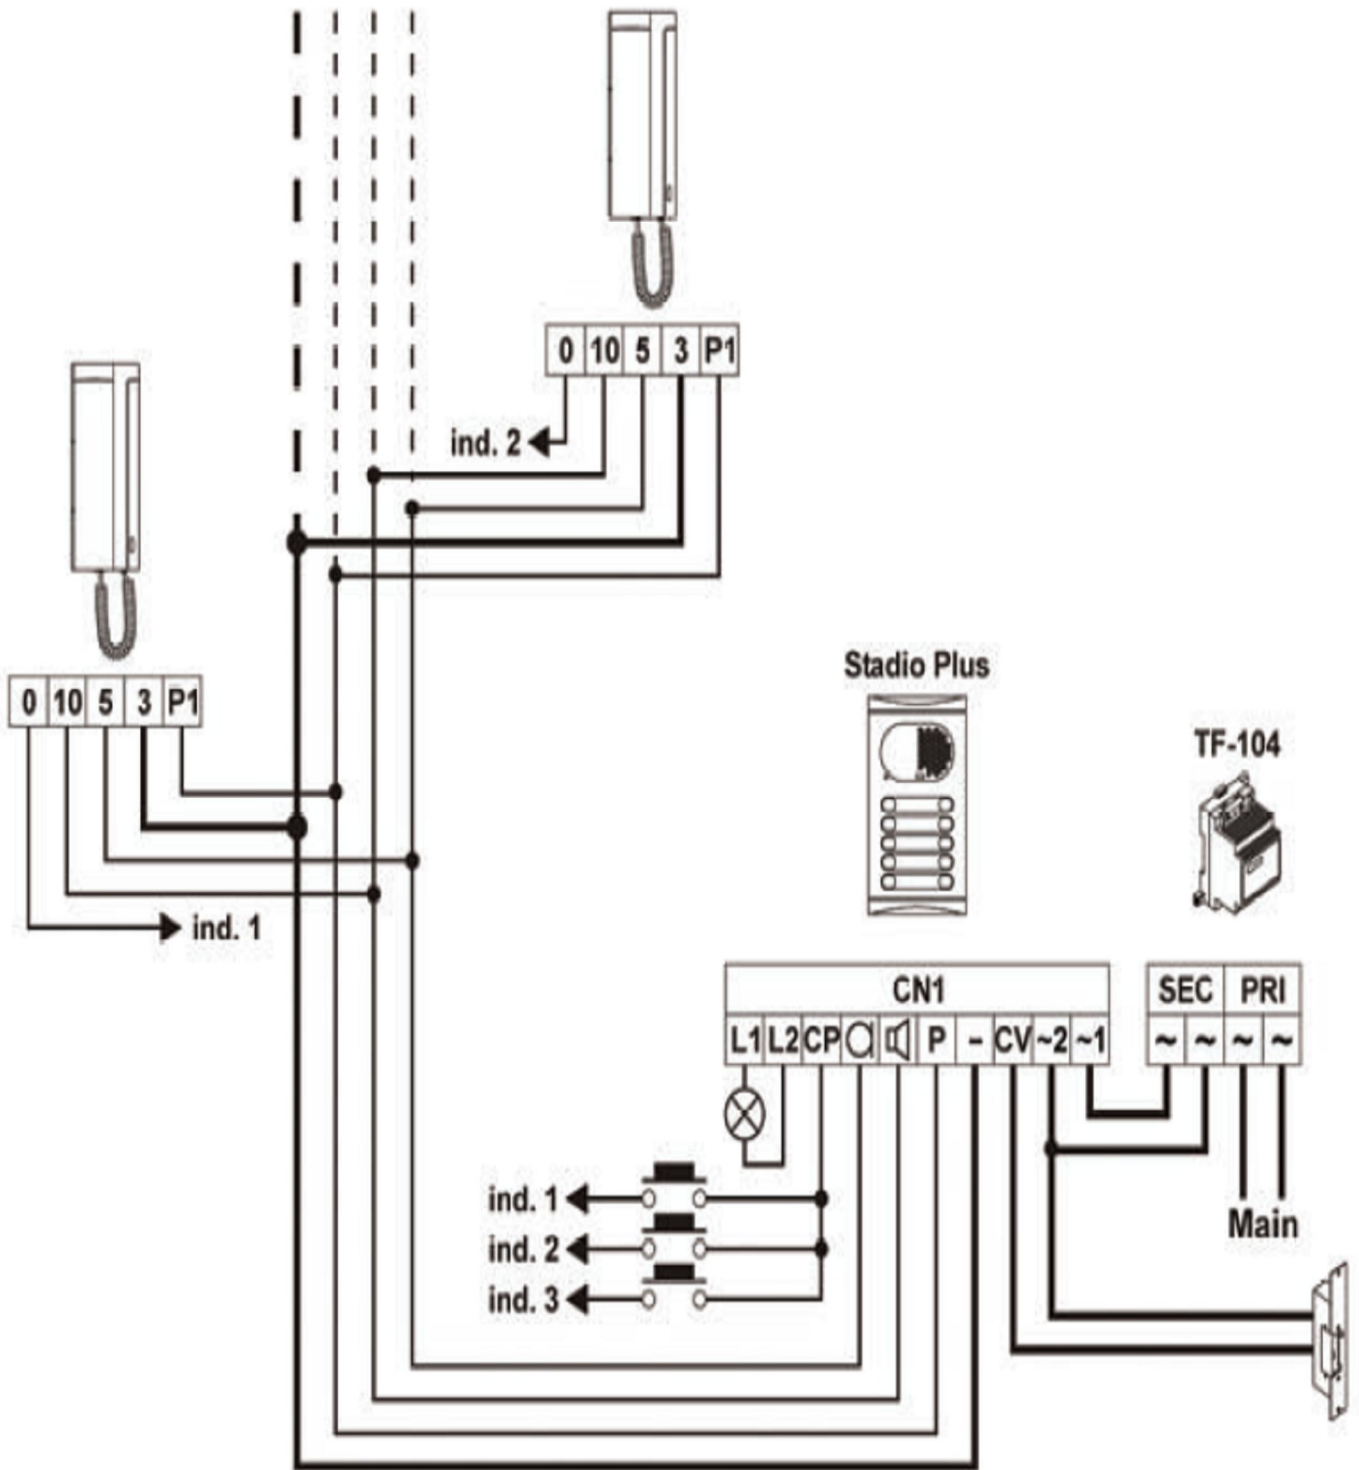 0 10 5 3 P1
ind. 2
0 10 5 3 P1
ind. 1
Stadio Plus
TF-104
CN1
L1 L2 CP P - CV ~2 ~1
SEC PRI
~ ~ ~ ~
ind. 1
ind. 2
ind. 3
Main